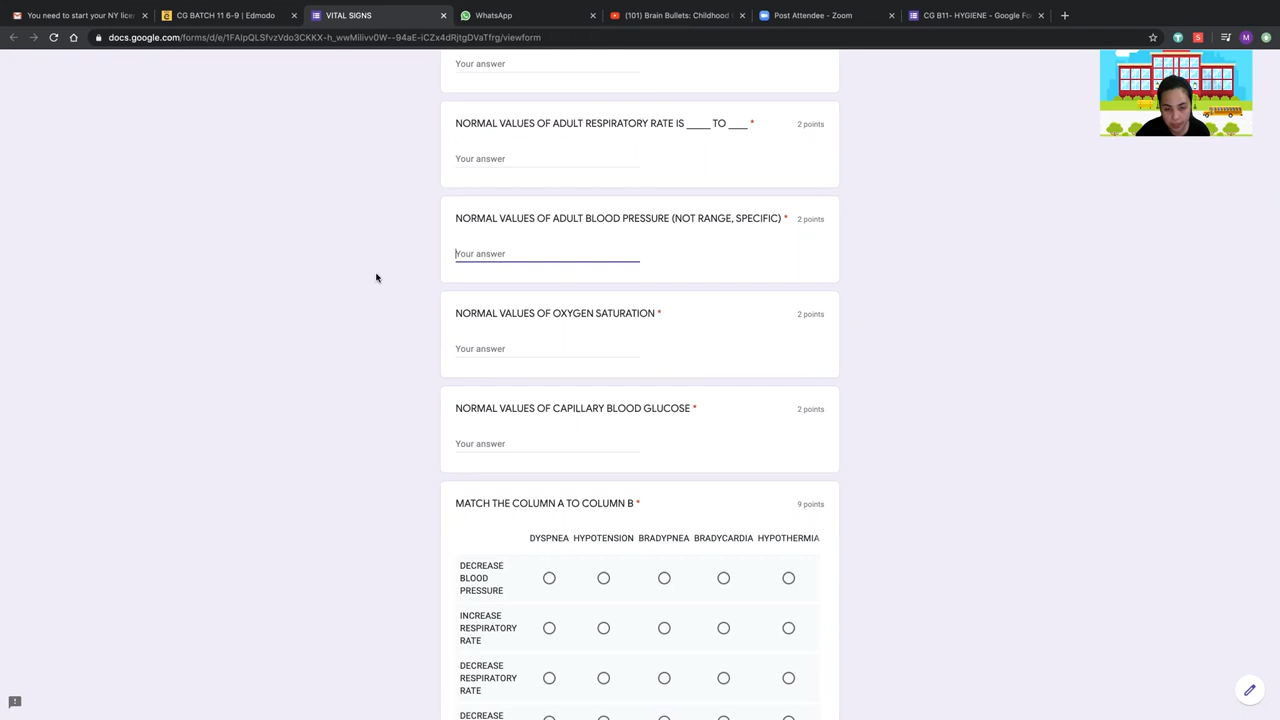 You need to start your NY licen
CG BATCH 11 6-9 | Edmodo
VITAL SIGNS
WhatsApp
(101) Brain Bullets: Childhood
Post Attendee - Zoom
CG B11- HYGIENE - Google Fo
docs.google.com/forms/d/e/1FAIpQLSfvzVdo3CKKX-h_wwMilivv0W--94aE-iCZx4dRjtgDVaTfrg/viewform
Your answer
NORMAL VALUES OF ADULT RESPIRATORY RATE IS _____ TO ____ *
2 points
Your answer
NORMAL VALUES OF ADULT BLOOD PRESSURE (NOT RANGE, SPECIFIC) *
2 points
Your answer
NORMAL VALUES OF OXYGEN SATURATION *
2 points
Your answer
NORMAL VALUES OF CAPILLARY BLOOD GLUCOSE *
2 points
Your answer
MATCH THE COLUMN A TO COLUMN B *
9 points
DYSPNEA HYPOTENSION BRADYPNEA BRADYCARDIA HYPOTHERMIA
DECREASE
BLOOD
PRESSURE
INCREASE
RESPIRATORY
RATE
DECREASE
RESPIRATORY
RATE
DECREASE